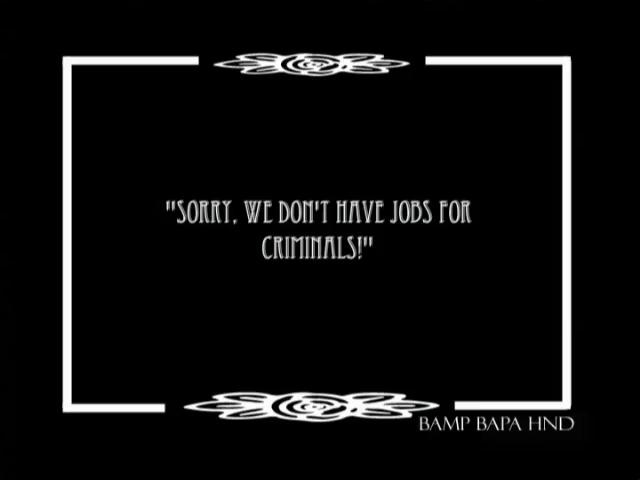 "SORRY, WE DON'T HAVE JOBS FOR
CRIMINALS!"
BAMP BAPA HND